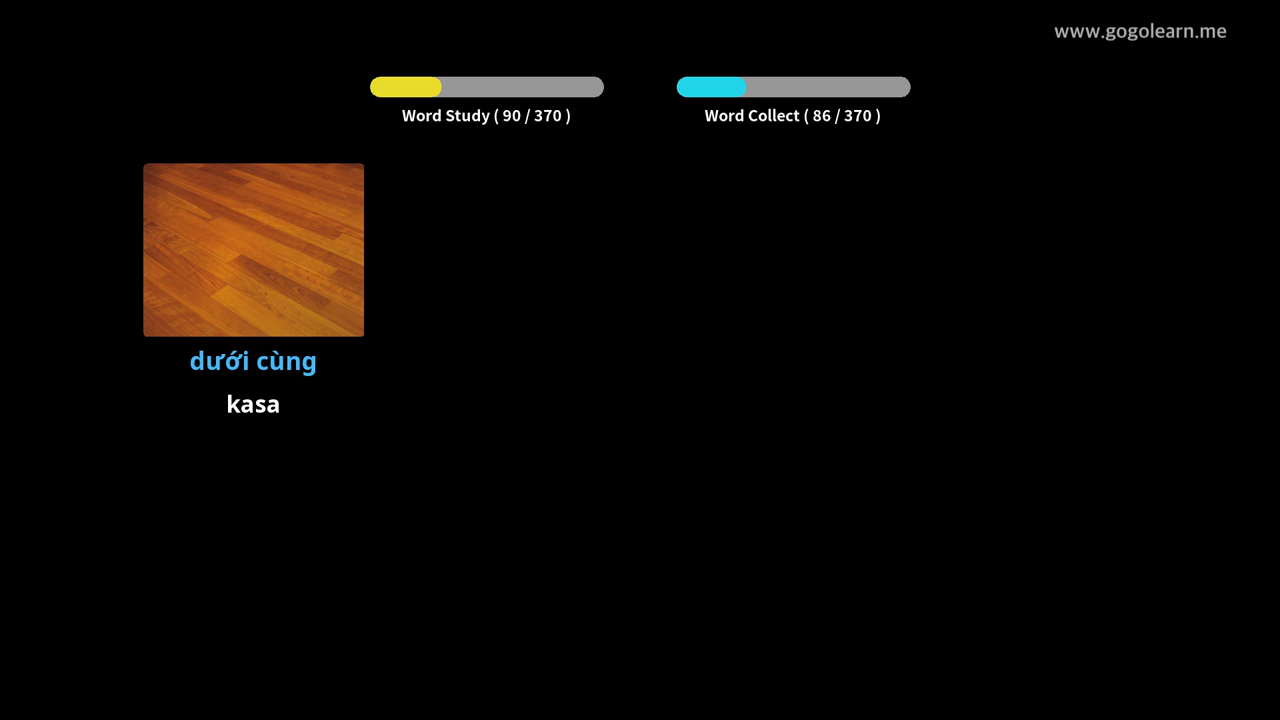 www.gogolearn.me
Word Study ( 90 / 370 )
Word Collect ( 86 / 370 )
dưới cùng
kasa